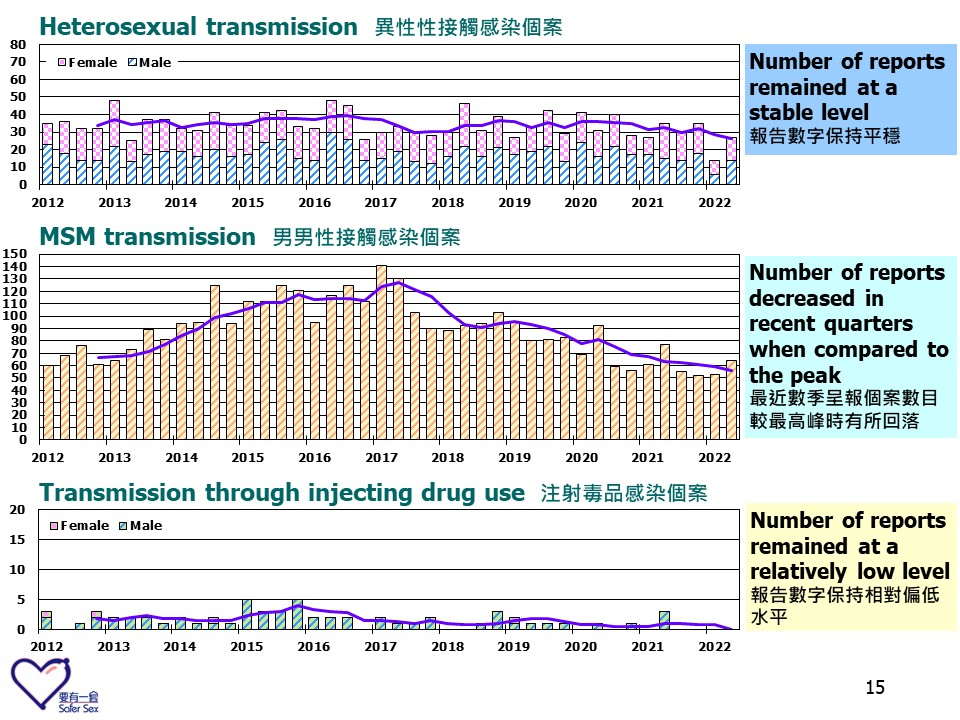 Heterosexual transmission 異性性接觸感染個案
80
70
60
50
40
30
20
10
0
Female Male
2012 2013 2014 2015 2016 2017 2018 2019 2020 2021 2022
Number of reports
remained at a
stable level
報告數字保持平穩
MSM transmission 男男性接觸感染個案
150
140
130
120
110
100
90
80
70
60
50
40
30
20
10
0
2012 2013 2014 2015 2016 2017 2018 2019 2020 2021 2022
Number of reports
decreased in
recent quarters
when compared to
the peak
最近數季呈報個案數目
較最高峰時有所回落
Transmission through injecting drug use 注射毒品感染個案
20
15
10
5
0
Female Male
2012 2013 2014 2015 2016 2017 2018 2019 2020 2021 2022
Number of reports
remained at a
relatively low level
報告數字保持相對偏低
水平
要有一套
Safer Sex
15